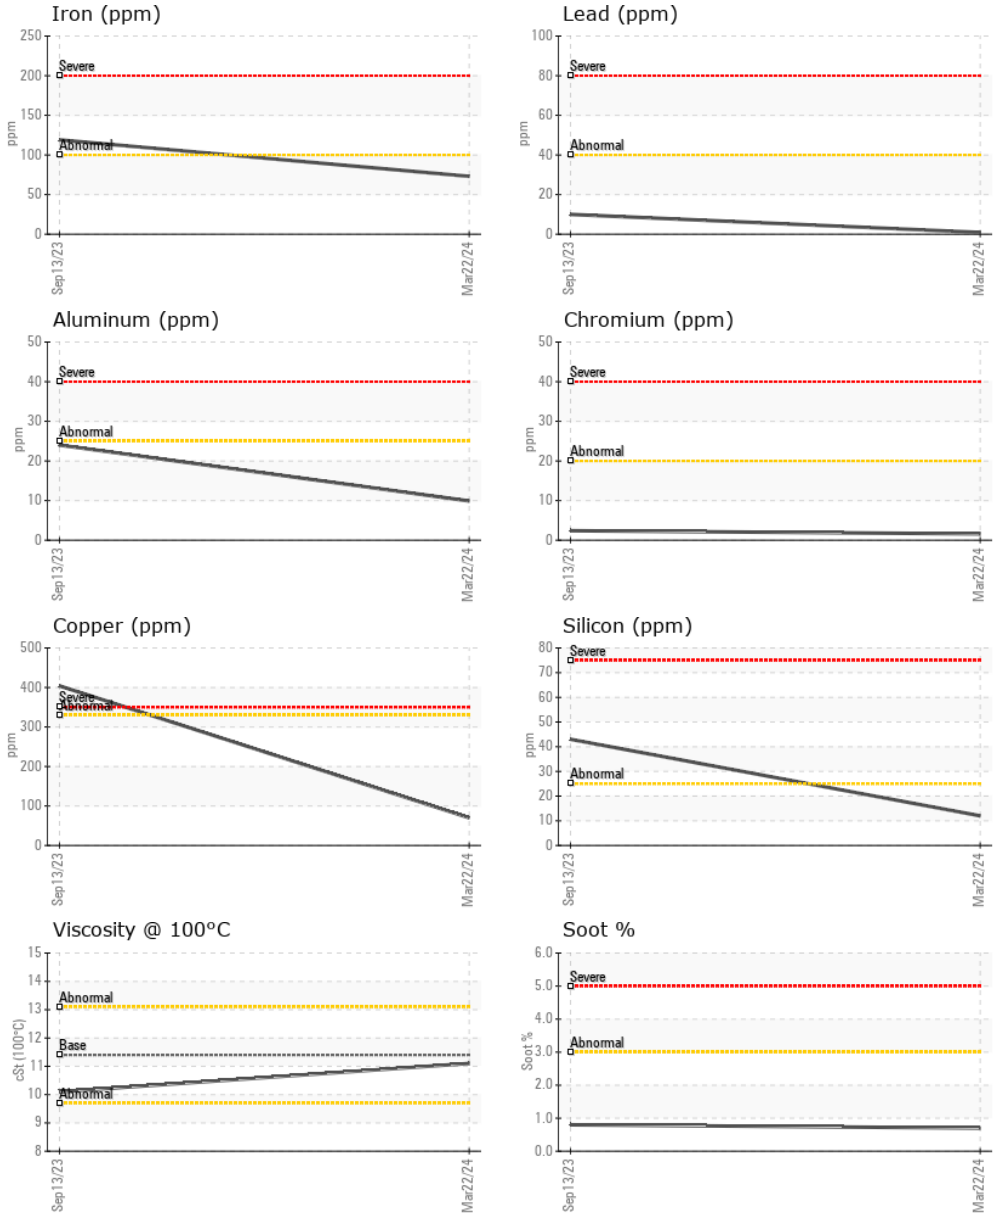 Iron (ppm)
250
200
150
100
50
0
ppm
Severe
Abnormal
Sep13/23
Mar22/24
Lead (ppm)
100
80
60
40
20
0
ppm
Severe
Abnormal
Sep13/23
Mar22/24
Aluminum (ppm)
50
40
30
20
10
0
ppm
Severe
Abnormal
Sep13/23
Mar22/24
Chromium (ppm)
50
40
30
20
10
0
ppm
Severe
Abnormal
Sep13/23
Mar22/24
Copper (ppm)
500
400
300
200
100
0
ppm
Severe
Abnormal
Sep13/23
Mar22/24
Silicon (ppm)
80
70
60
50
40
30
20
10
0
ppm
Severe
Abnormal
Sep13/23
Mar22/24
Viscosity @ 100°C
15
14
13
12
11
10
9
8
cSt (100°C)
Abnormal
Base
Abnormal
Sep13/23
Mar22/24
Soot %
6.0
5.0
4.0
3.0
2.0
1.0
0.0
Soot %
Severe
Abnormal
Sep13/23
Mar22/24